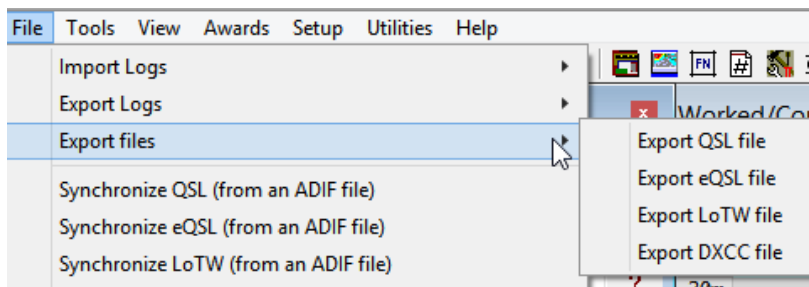 File Tools View Awards Setup Utilities Help
Import Logs
Export Logs
Export files
Synchronize QSL (from an ADIF file)
Synchronize eQSL (from an ADIF file)
Synchronize LoTW (from an ADIF file)
FN
#
x
Export QSL file
Export eQSL file
Export LoTW file
Export DXCC file
?